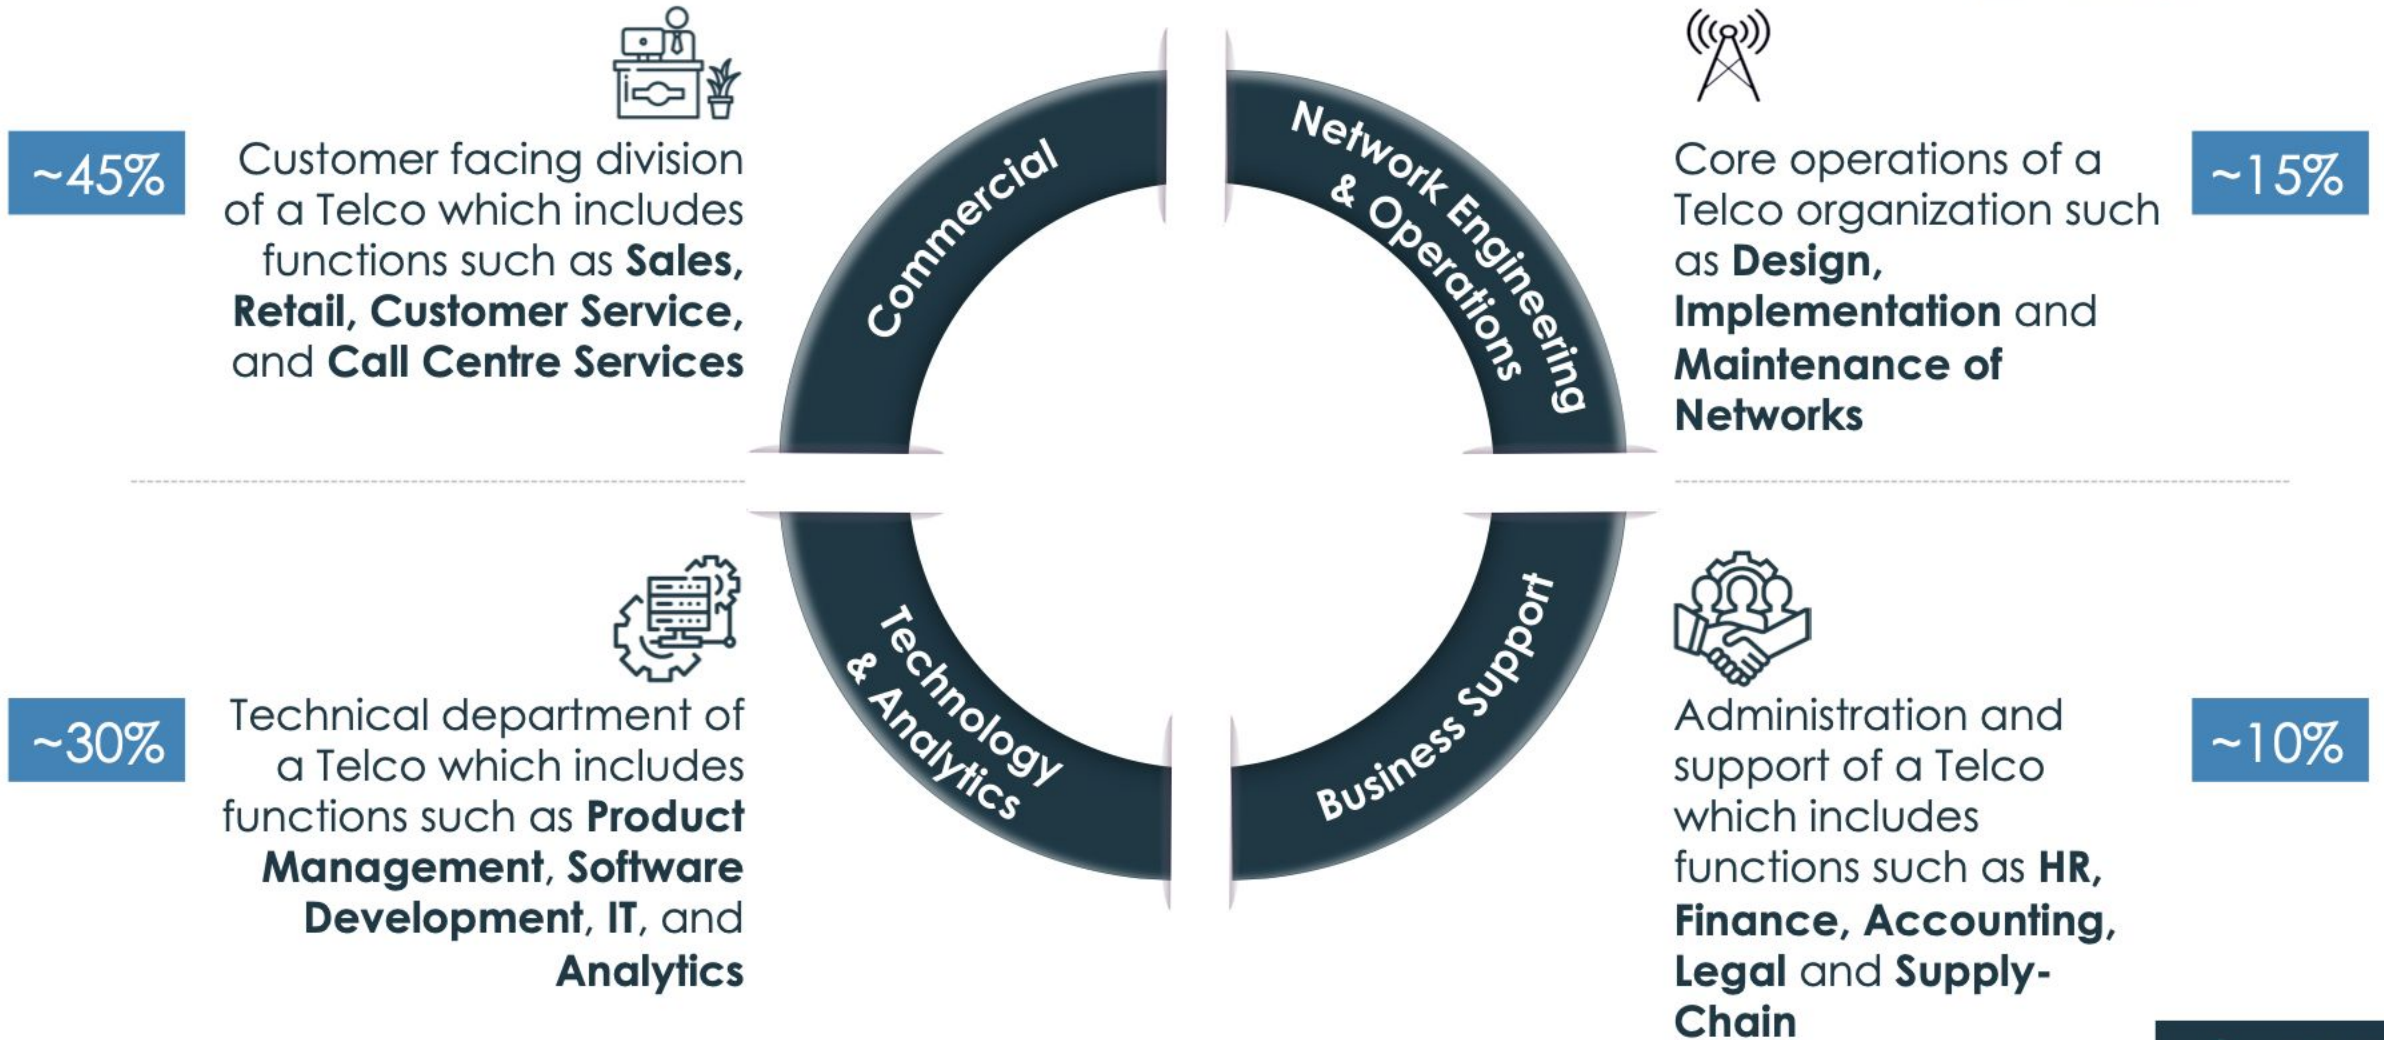 ~45%
Customer facing division
of a Telco which includes
functions such as Sales,
Retail, Customer Service,
and Call Centre Services
Commercial
Network Engineering
& Operations
Core operations of a
Telco organization such
as Design,
Implementation and
Maintenance of
Networks
~15%
~30%
Technical department of
a Telco which includes
functions such as Product
Management, Software
Development, IT, and
Analytics
Technology
& Analytics
Business Support
Administration and
support of a Telco
which includes
functions such as HR,
Finance, Accounting,
Legal and Supply-
Chain
~10%